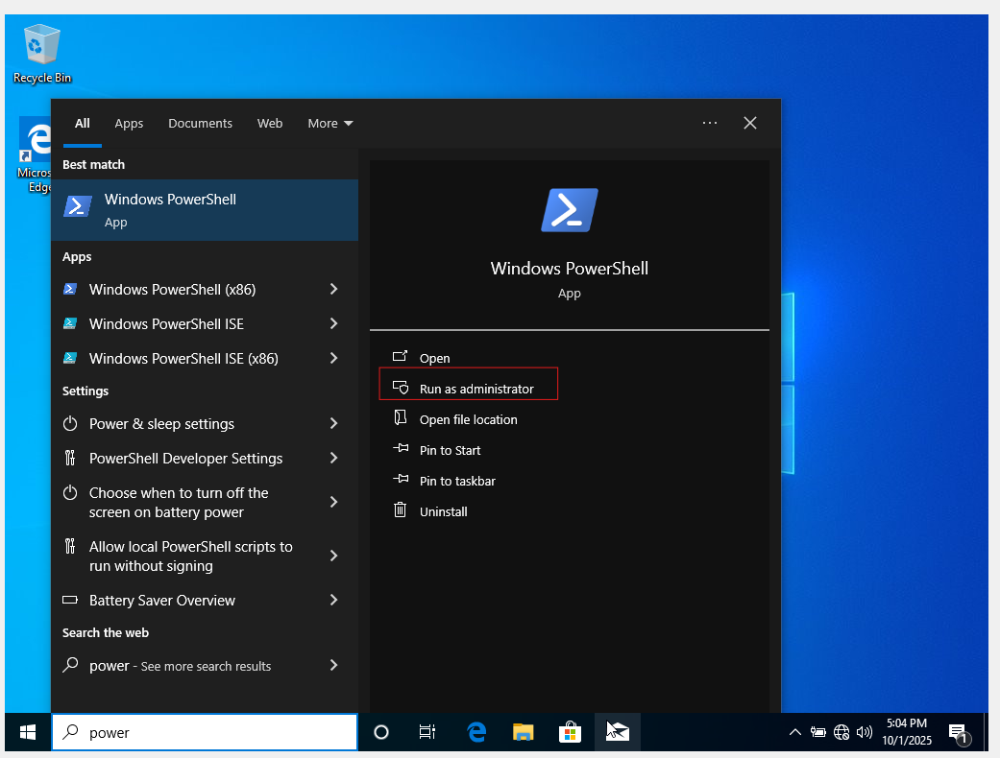 Recycle Bin
Micros
Edge
All
Apps
Documents
Web
More
Best match
Windows PowerShell
App
Apps
Windows PowerShell (x86)
Windows PowerShell ISE
Windows PowerShell ISE (x86)
Settings
Power & sleep settings
PowerShell Developer Settings
Choose when to turn off the
screen on battery power
Allow local PowerShell scripts to
run without signing
Battery Saver Overview
Search the web
power - See more search results
Windows PowerShell
App
Open
Run as administrator
Open file location
Pin to Start
Pin to taskbar
Uninstall
power
5:04 PM
10/1/2025
1